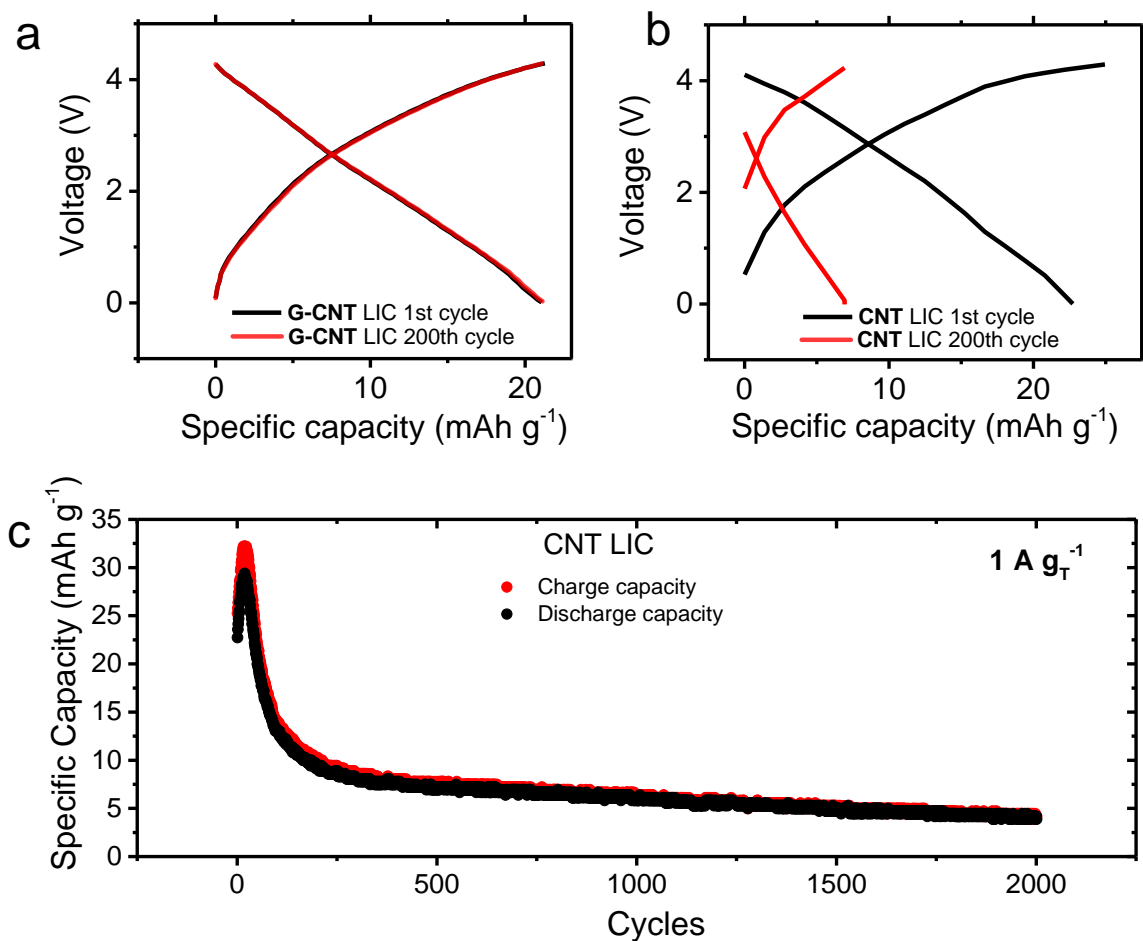 a
Voltage (V)
4
2
0
G-CNT LIC 1st cycle
G-CNT LIC 200th cycle
0 10 20
Specific capacity (mAh g⁻¹)
b
Voltage (V)
4
2
0
CNT LIC 1st cycle
CNT LIC 200th cycle
0 10 20
Specific capacity (mAh g⁻¹)
c
Specific Capacity (mAh g⁻¹)
35
30
25
20
15
10
5
0
CNT LIC
Charge capacity
Discharge capacity
1 A g_T⁻¹
0 500 1000 1500 2000
Cycles